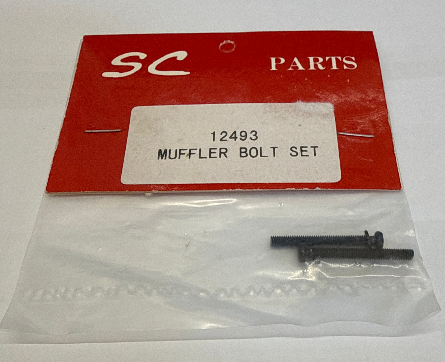 SC PARTS
12493
MUFFLER BOLT SET